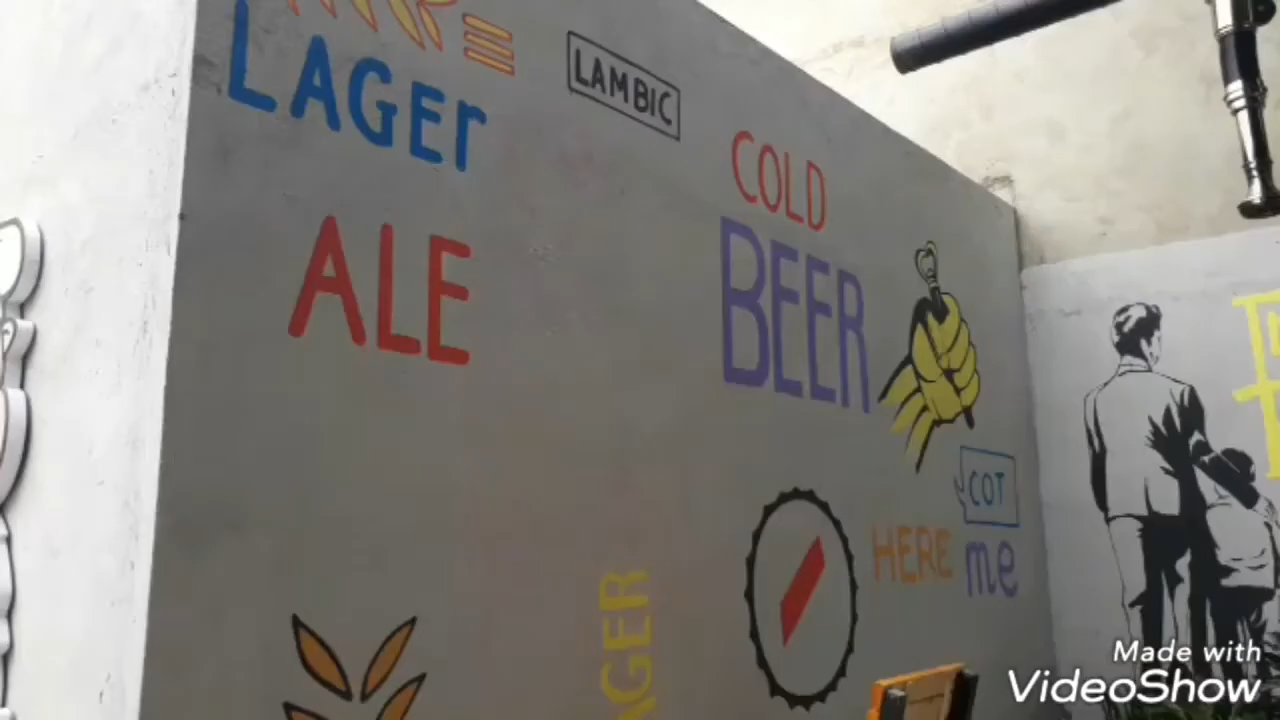 LAGEr
LAMBIC
ALE
COLD
BEER
COT
HERE me
Made with
VideoShow